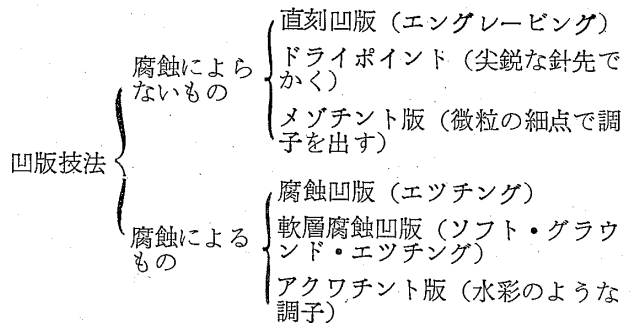 凹版技法
腐蝕によら
ないもの
直刻凹版（エングレービング）
ドライポイント（尖鋭な針先で
かく）
メゾチント版（微粒の細点で調
子を出す）
腐蝕による
もの
腐蝕凹版（エツチング）
軟層腐蝕凹版（ソフト・グラウ
ンド・エツチング）
アクワチント版（水彩のような
調子）